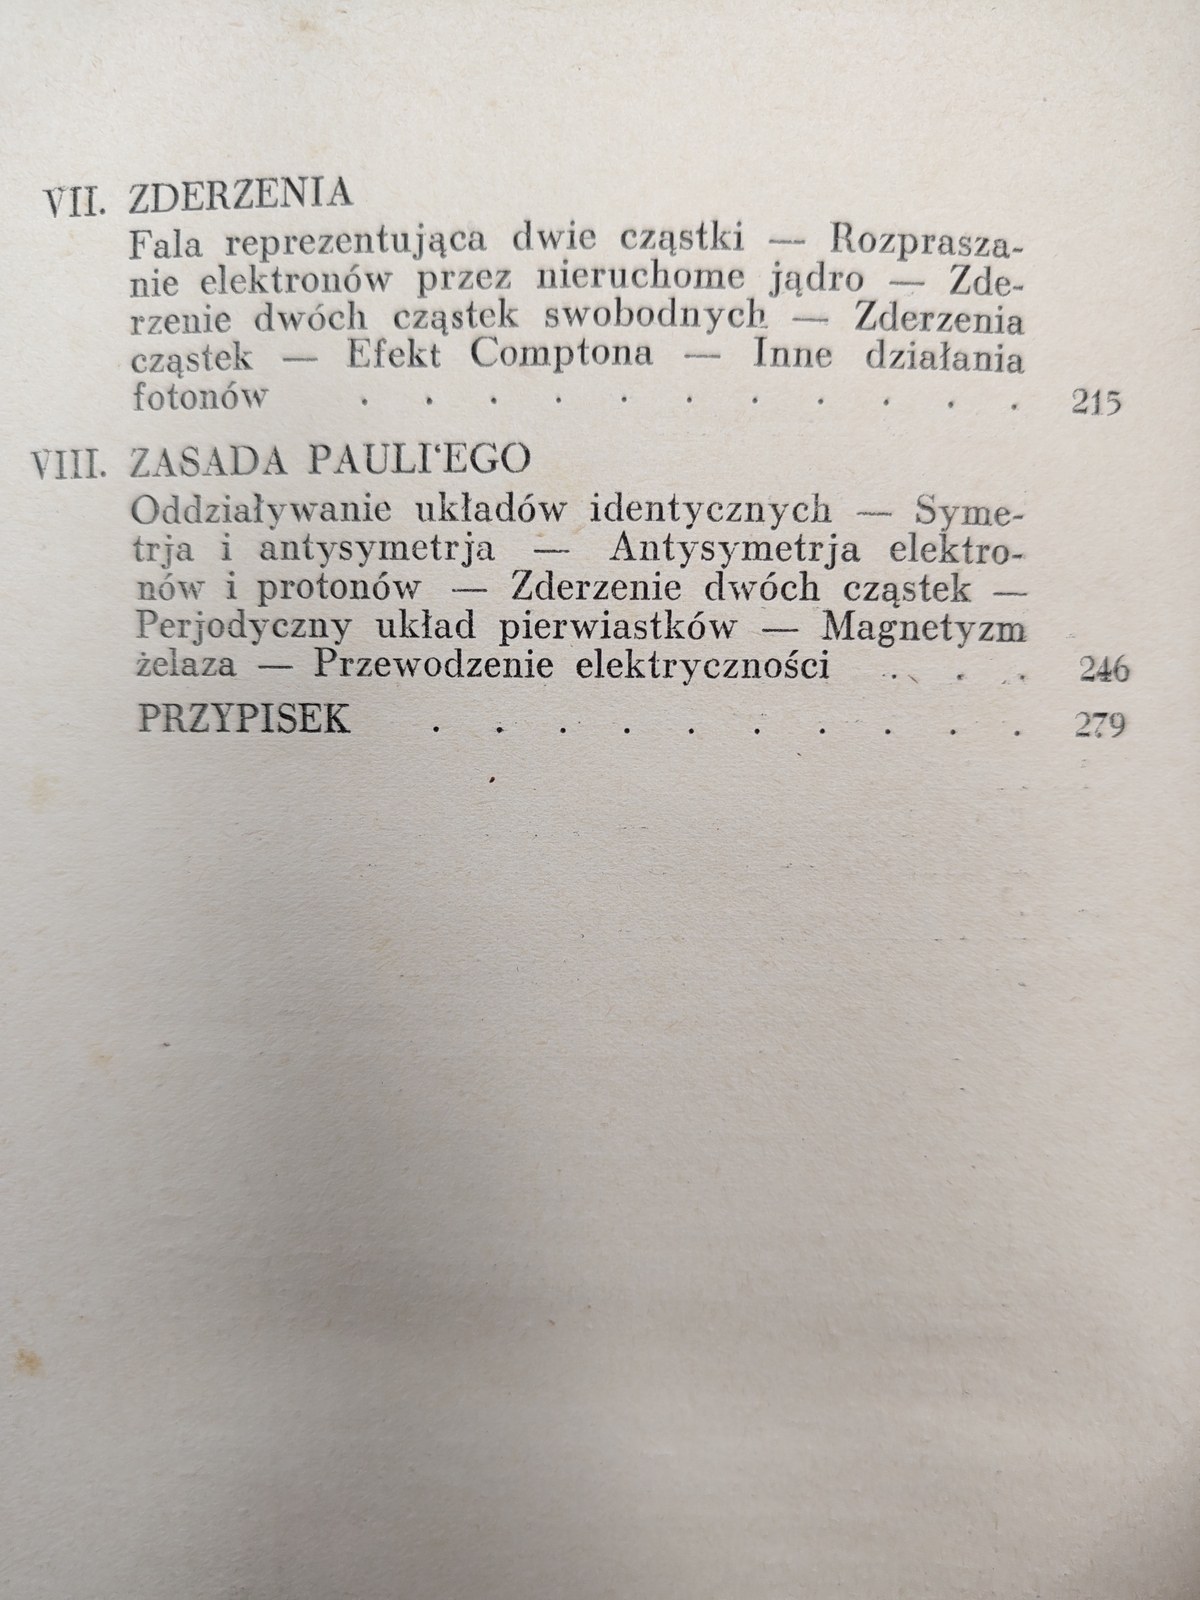 VII. ZDERZENIA
Fala reprezentująca dwie cząstki — Rozprasza-
nie elektronów przez nieruchome jądro — Zde-
rzenie dwóch cząstek swobodnych — Zderzenia
cząstek — Efekt Comptona — Inne działania
fotonów . . . . . . . . . . . 215
VIII. ZASADA PAULI‘EGO
Oddziaływanie układów identycznych — Syme-
trja i antysymetrja — Antysymetrja elektro-
nów i protonów — Zderzenie dwóch cząstek —
Perjodyczny układ pierwiastków — Magnetyzm
żelaza — Przewodzenie elektryczności . . . 246
PRZYPISEK . . . . . . . . . . 279